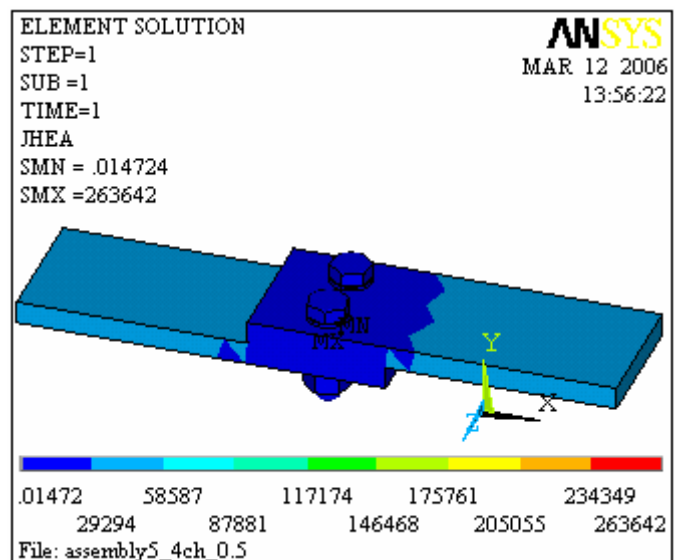 ELEMENT SOLUTION
STEP=1
SUB =1
TIME=1
JHEA
SMN = .014724
SMX =263642
ANSYS
MAR 12 2006
13:56:22
MN
MX
Y
X
Z
.01472 58587 117174 175761 234349
29294 87881 146468 205055 263642
File: assembly5_4ch_0.5